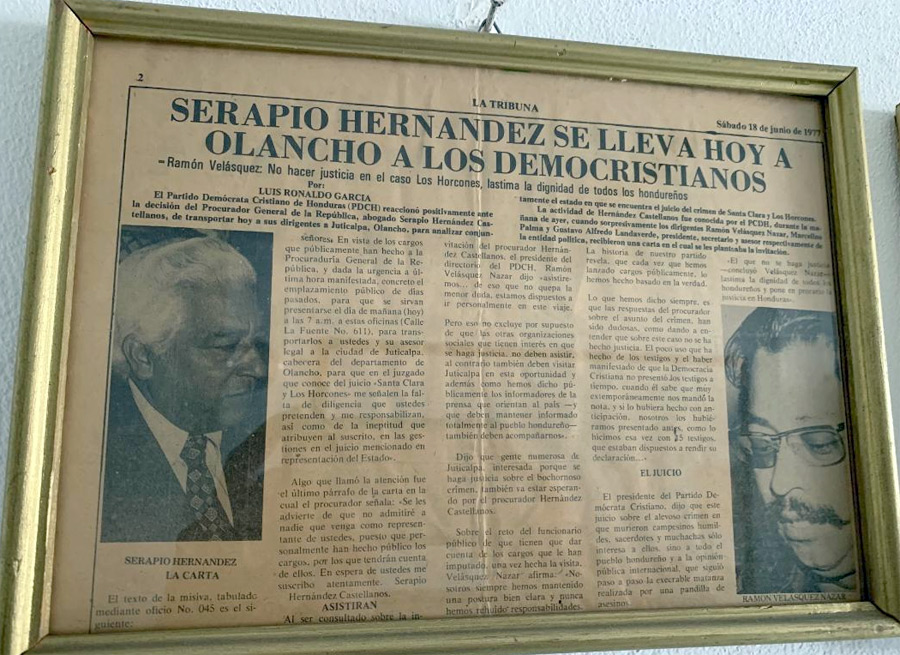 2
LA TRIBUNA
Sábado 18 de junio de 1977
SERAPIO HERNANDEZ SE LLEVA HOY A
OLANCHO A LOS DEMOCRISTIANOS
-Ramón Velásquez: No hacer justicia en el caso Los Horcones, lastima la dignidad de todos los hondureños
Por:
LUIS RONALDO GARCIA
El Partido Demócrata Cristiano de Honduras (PDCH) reaccionó positivamente ante
la decisión del Procurador General de la República, abogado Serapio Hernández Cas-
tellanos, de transportar hoy a sus dirigentes a Juticalpa, Olancho, para analizar conjun-
tamente el estado en que se encuentra el juicio del crimen de Santa Clara y Los Horcones.
La actividad de Hernández Castellanos fue conocida por el PCDH, durante la ma-
ñana de ayer, cuando sorpresivamente los dirigentes Ramón Velásquez Nazar, Marcelino
Palma y Gustavo Alfredo Landaverde, presidente, secretario y asesor respectivamente de
la entidad política, recibieron una carta en el cual se les planticaba la invitación.
SERAPIO HERNANDEZ
LA CARTA
El texto de la misiva, tabulado
mediante oficio No. 045 es el si-
guiente:
señores: En vista de los cargos
que públicamente han hecho a la
Procuraduría General de la Re-
pública, y dada la urgencia a úl-
tima hora manifestada, concreto el
emplazamiento público de días
pasados, para que se sirvan
presentarse el día de mañana (hoy)
a las 7 a.m. a estas oficinas (Calle
La Fuente No. 611), para trans-
portarlos a ustedes y su asesor
legal a la ciudad de Juticalpa,
cabecera del departamento de
Olancho, para que en el juzgado
que conoce del juicio «Santa Clara
y Los Horcones» me señalen la fal-
ta de diligencia que ustedes
pretenden y me responsabilizan,
así como de la ineptitud que
atribuyen al suscrito, en las ges-
tiones en el juicio mencionado en
representación del Estado».
Algo que llamó la atención fue
el último párrafo de la carta en la
cual el procurador señala: «Se les
advierte de que no admitiré a
nadie que venga como represen-
tante de ustedes, puesto que per-
sonalmente han hecho público los
cargos, por los que tendrán cuenta
de ellos. En espera de ustedes me
suscribo atentamente. Serapio
Hernández Castellanos.
ASISTIRAN
Al ser consultado sobre la in-
vitación del procurador Hernán-
dez Castellanos, el presidente del
directorio del PDCH, Ramón
Velásquez Nazar dijo «asistire-
mos... de eso que no quepa la
menor duda, estamos dispuestos a
ir personalmente en este viaje.
Pero eso no excluye por supuesto
de que las otras organizaciones
sociales que tienen interés en que
se haga justicia, no deben asistir,
al contrario también deben visitar
Juticalpa en esta oportunidad y
además como hemos dicho pú-
blicamente los informadores de la
prensa que orientan al país —y
que deben mantener informado
totalmente al pueblo hondureño—
también deben acompañarnos».
Dijo que gente numerosa de
Juticalpa, interesada porque se
haga justicia sobre el bochornoso
crimen, también va estar esperan-
do por el procurador Hernández
Castellanos.
Sobre el reto del funcionario
público de que tienen que dar
cuenta de los cargos que le han
imputado, una vez hecha la visita,
Velásquez Nazar afirma: «No-
sotros siempre hemos mantenido
una postura bien clara y nunca
hemos rehuido responsabilidades.
La historia de nuestro partido
revela, que cada vez que hemos
lanzado cargos públicamente, lo
hemos hecho basado en la verdad.
Lo que hemos dicho siempre, es
que las respuestas del procurador
sobre el asunto del crimen, han
sido dudosas, como dando a en-
tender que sobre este caso no se ha
hecho justicia. El poco uso que ha
hecho de los testigos y el haber
manifestado de que la Democracia
Cristiana no presentó los testigos a
tiempo, cuando él sabe que muy
extemporáneamente nos mandó la
nota, y si lo hubiera hecho con an-
ticipación, nosotros los hubié-
ramos presentado antes, como lo
hicimos esa vez con 15 testigos,
que estaban dispuestos a rendir su
declaración...»
EL JUICIO
El presidente del Partido De-
mócrata Cristiano, dijo que este
juicio sobre el alevoso crimen en
que murieron campesinos humil-
des, sacerdotes y muchachas sólo
interesa a ellos, sino a todo el
pueblo hondureño y a la opinión
pública internacional, que siguió
paso a paso la execrable matanza
realizada por una pandilla de
asesinos.
«El que no se haga justicia
—concluyó Velásquez Nazar—
lastima la dignidad de todos los
hondureños y pone en
justicia en Honduras».
RAMON VELASQUEZ NAZAR